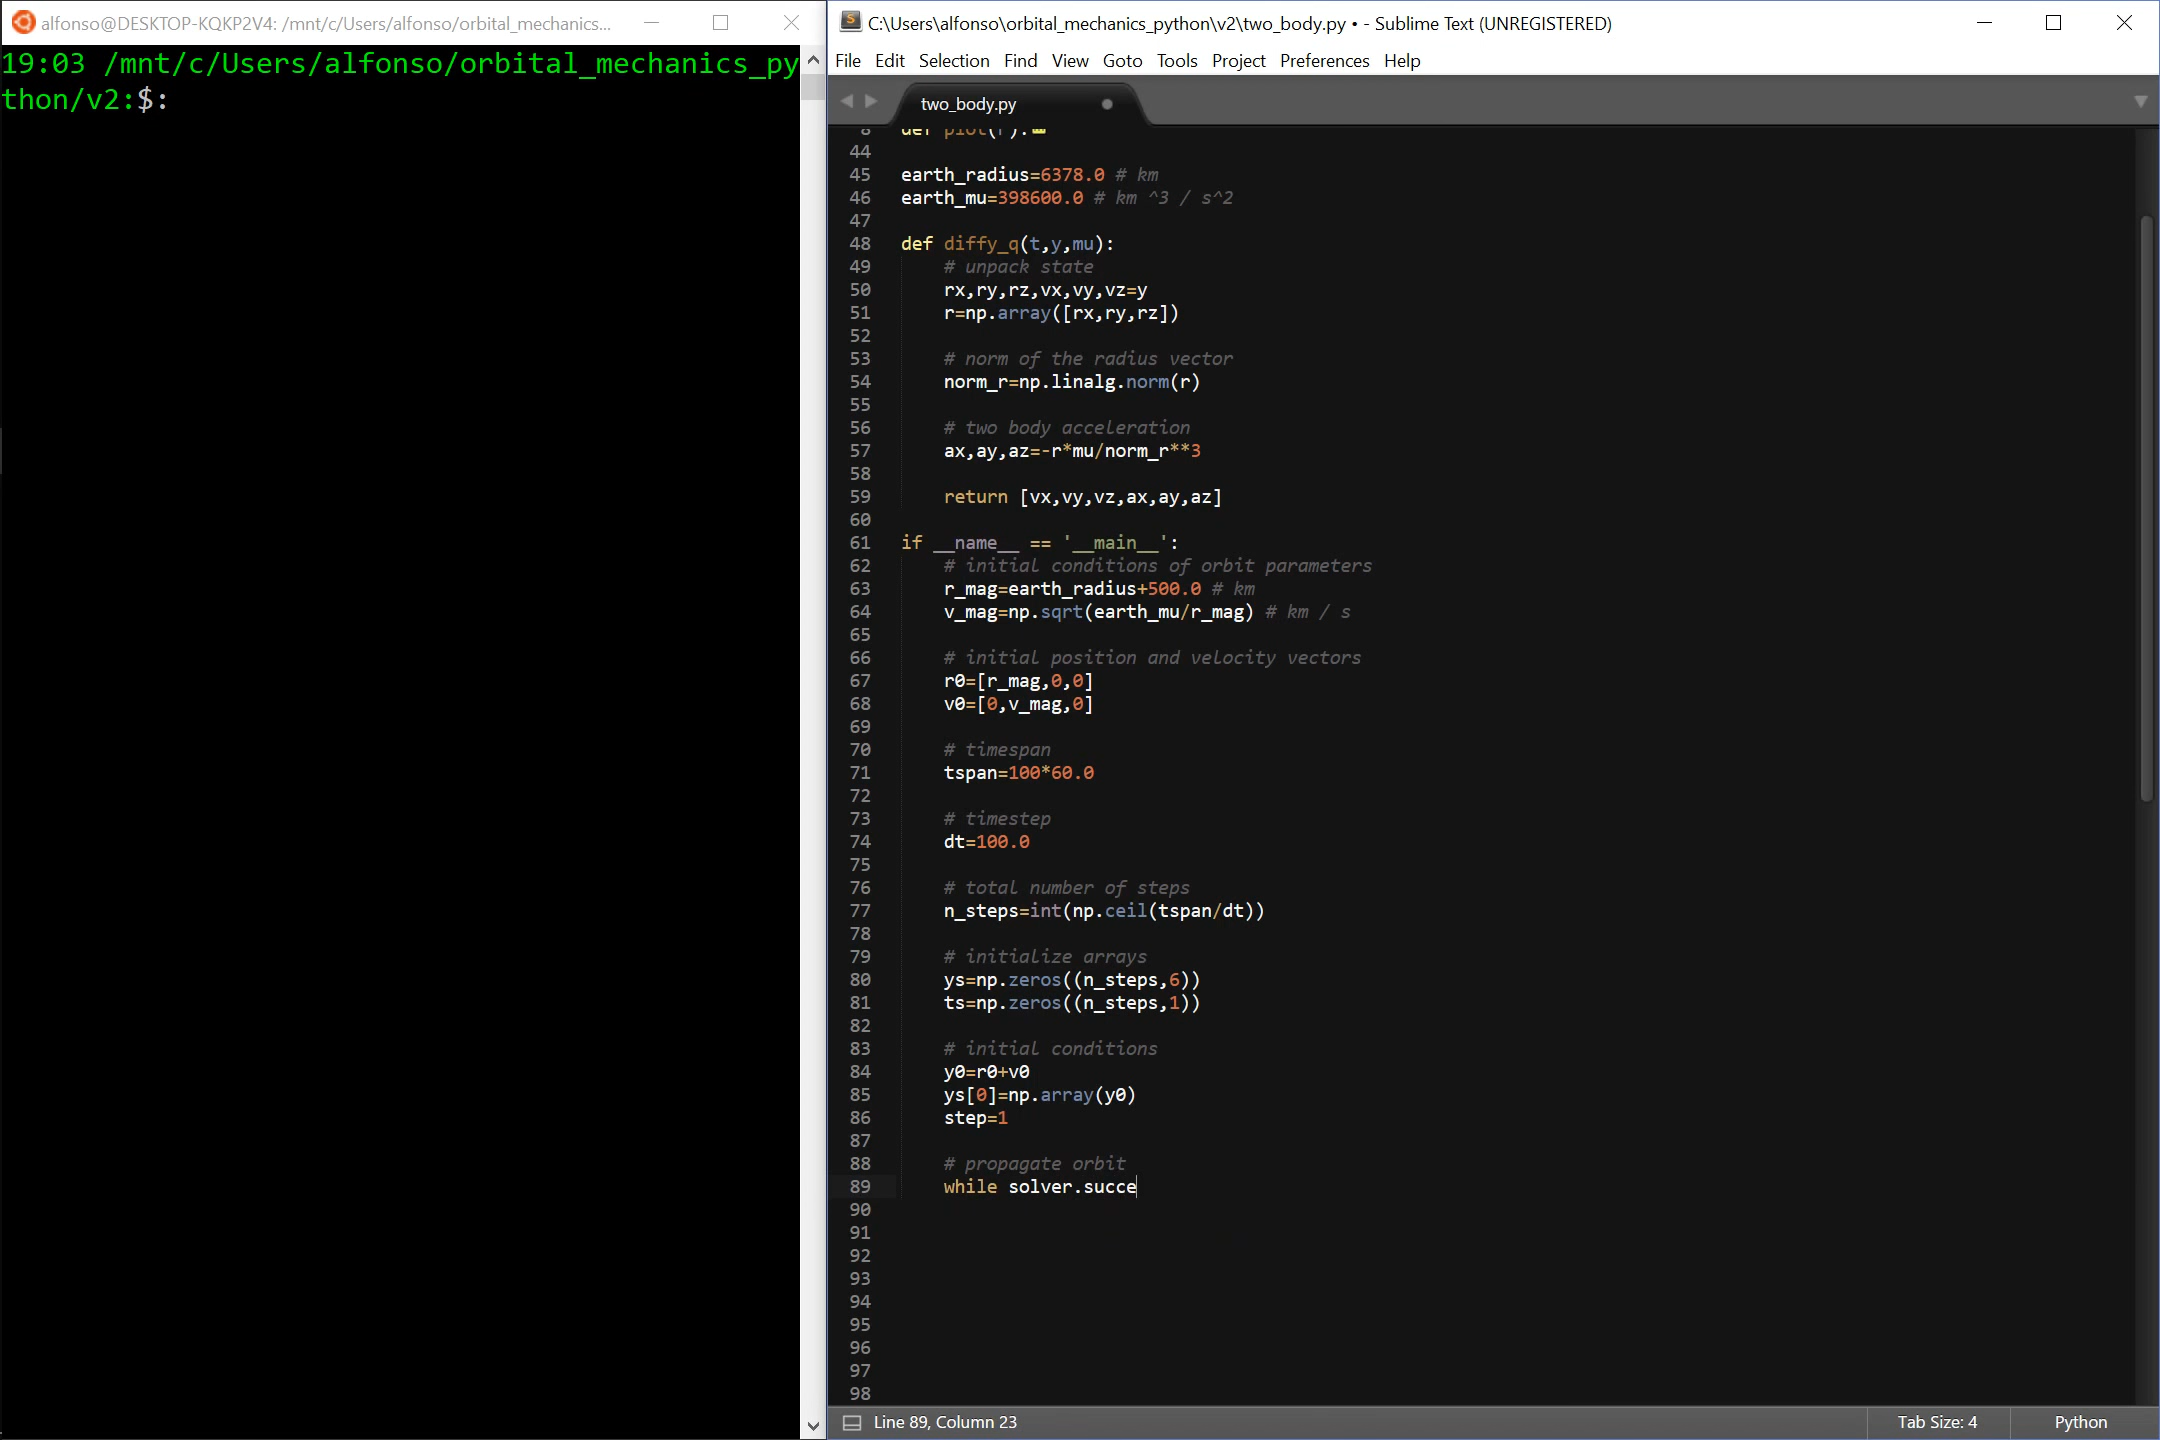 alfonso@DESKTOP-KQKP2V4: /mnt/c/Users/alfonso/orbital_mechanics...
19:03 /mnt/c/Users/alfonso/orbital_mechanics_py
thon/v2:$:
C:\Users\alfonso\orbital_mechanics_python\v2\two_body.py • - Sublime Text (UNREGISTERED)
File Edit Selection Find View Goto Tools Project Preferences Help
two_body.py
8 def plot(r):
44
45 earth_radius=6378.0 # km
46 earth_mu=398600.0 # km ^3 / s^2
47
48 def diffy_q(t,y,mu):
49 # unpack state
50 rx,ry,rz,vx,vy,vz=y
51 r=np.array([rx,ry,rz])
52
53 # norm of the radius vector
54 norm_r=np.linalg.norm(r)
55
56 # two body acceleration
57 ax,ay,az=-r*mu/norm_r**3
58
59 return [vx,vy,vz,ax,ay,az]
60
61 if __name__ == '__main__':
62 # initial conditions of orbit parameters
63 r_mag=earth_radius+500.0 # km
64 v_mag=np.sqrt(earth_mu/r_mag) # km / s
65
66 # initial position and velocity vectors
67 r0=[r_mag,0,0]
68 v0=[0,v_mag,0]
69
70 # timespan
71 tspan=100*60.0
72
73 # timestep
74 dt=100.0
75
76 # total number of steps
77 n_steps=int(np.ceil(tspan/dt))
78
79 # initialize arrays
80 ys=np.zeros((n_steps,6))
81 ts=np.zeros((n_steps,1))
82
83 # initial conditions
84 y0=r0+v0
85 ys[0]=np.array(y0)
86 step=1
87
88 # propagate orbit
89 while solver.succe
90
91
92
93
94
95
96
97
98
Line 89, Column 23
Tab Size: 4
Python